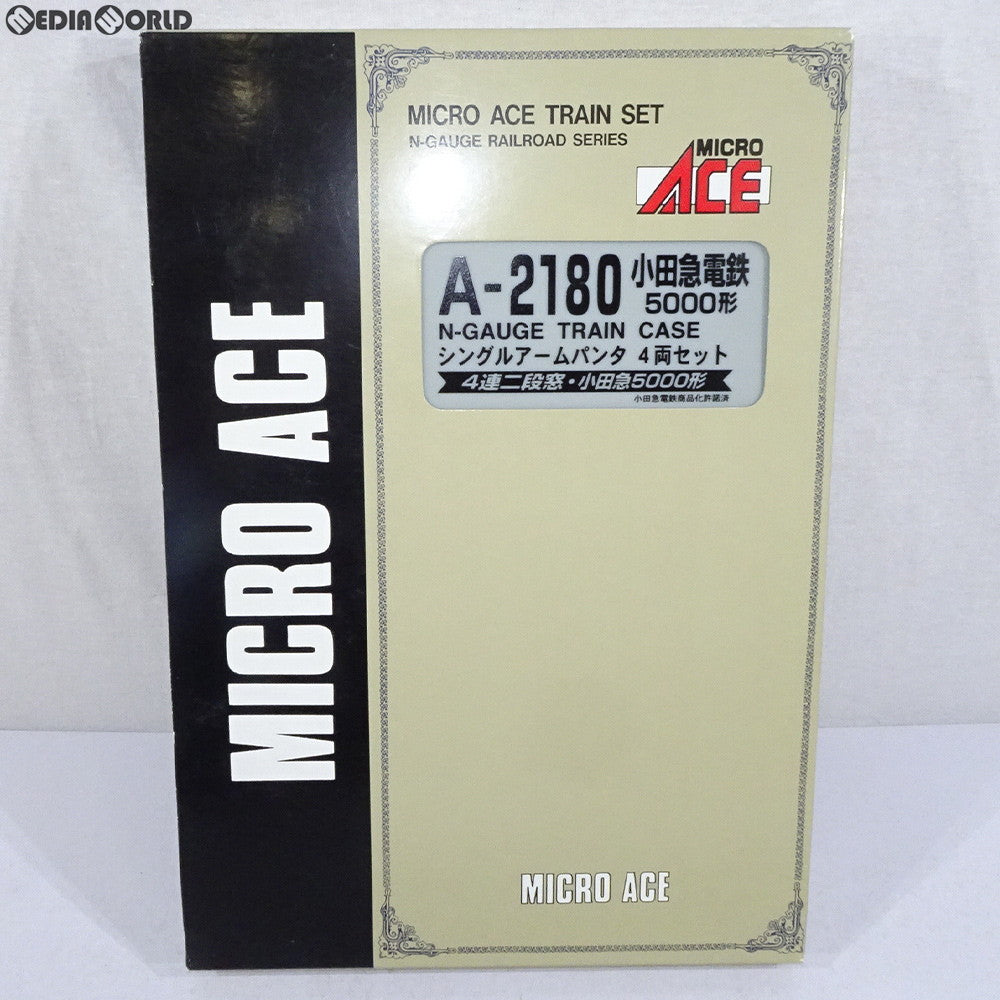 MEDIAWORLD
MICRO ACE TRAIN SET
N-GAUGE RAILROAD SERIES
MICRO
ACE
A-2180 小田急電鉄
5000形
N-GAUGE TRAIN CASE
シングルアームパンタ 4両セット
4連二段窓・小田急5000形
小田急電鉄商品化許諾済
MICRO ACE
MICRO ACE